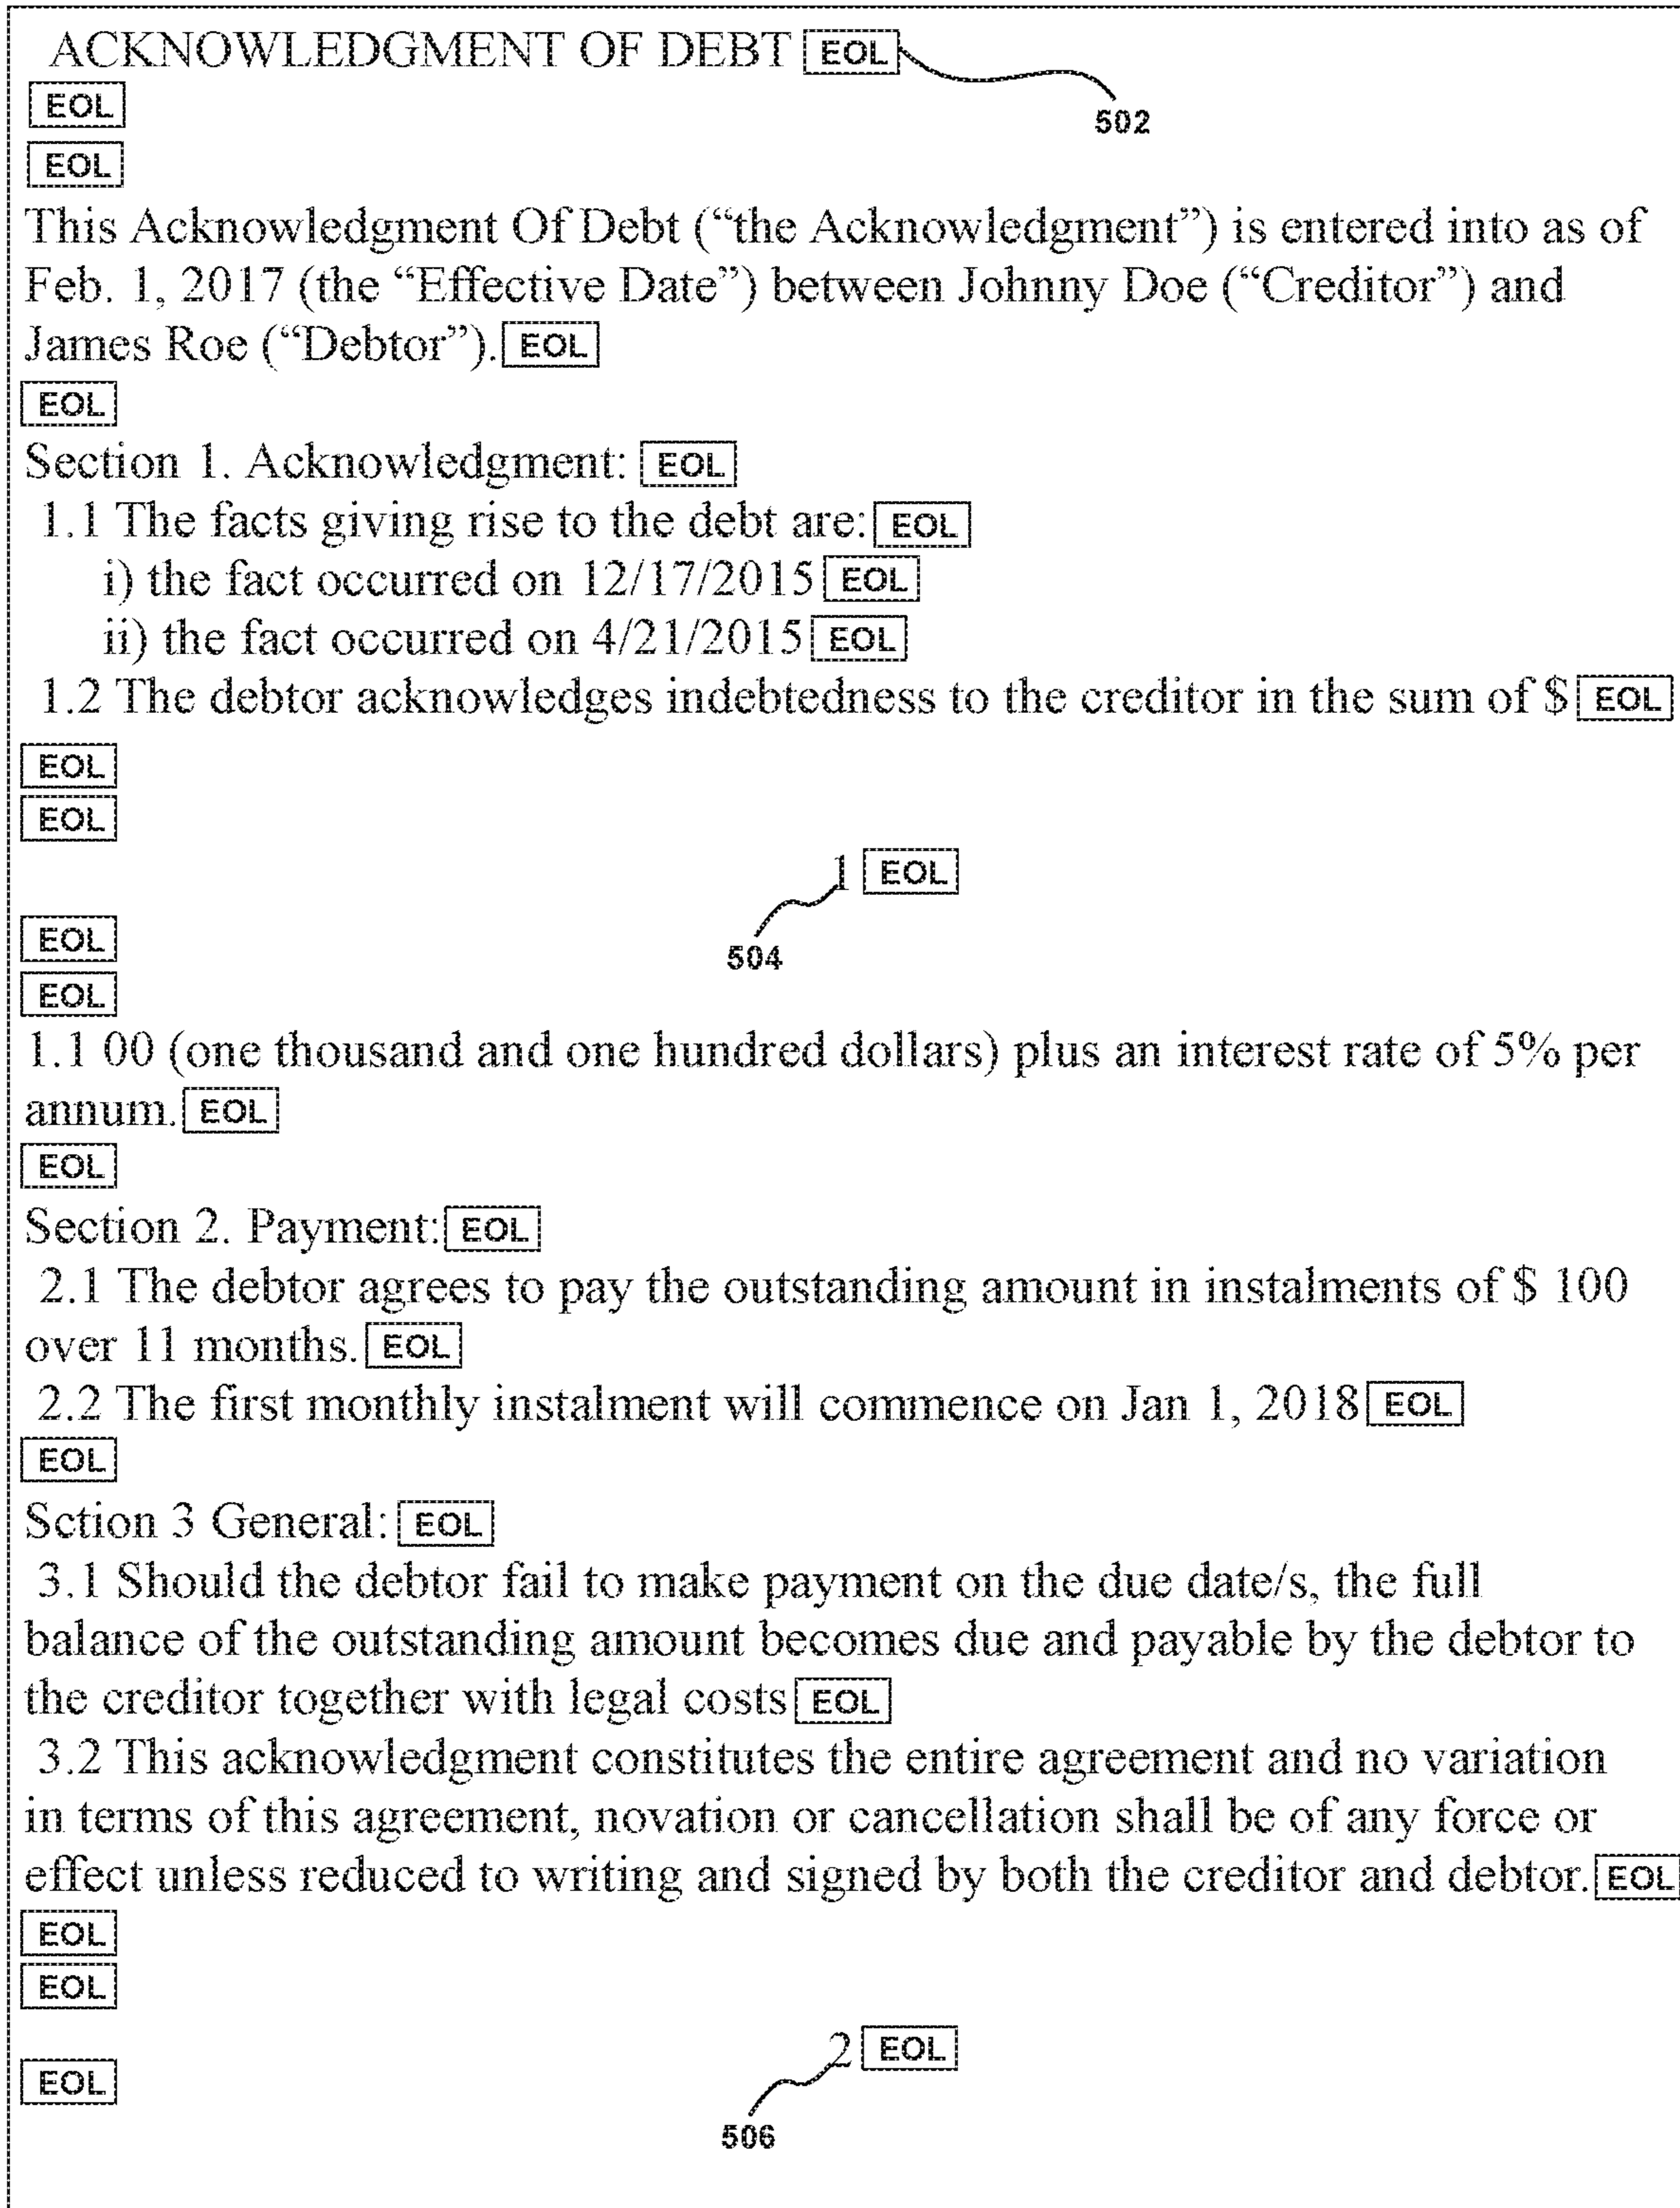 ACKNOWLEDGMENT OF DEBT EOL
502
EOL
EOL
This Acknowledgment Of Debt (“the Acknowledgment”) is entered into as of
Feb. 1, 2017 (the “Effective Date”) between Johnny Doe (“Creditor”) and
James Roe (“Debtor”). EOL
EOL
Section 1. Acknowledgment: EOL
1.1 The facts giving rise to the debt are: EOL
i) the fact occurred on 12/17/2015 EOL
ii) the fact occurred on 4/21/2015 EOL
1.2 The debtor acknowledges indebtedness to the creditor in the sum of $ EOL
EOL
EOL
1 EOL
EOL
504
EOL
1.1 00 (one thousand and one hundred dollars) plus an interest rate of 5% per
annum. EOL
EOL
Section 2. Payment: EOL
2.1 The debtor agrees to pay the outstanding amount in instalments of $ 100
over 11 months. EOL
2.2 The first monthly instalment will commence on Jan 1, 2018 EOL
EOL
Sction 3 General: EOL
3.1 Should the debtor fail to make payment on the due date/s, the full
balance of the outstanding amount becomes due and payable by the debtor to
the creditor together with legal costs EOL
3.2 This acknowledgment constitutes the entire agreement and no variation
in terms of this agreement, novation or cancellation shall be of any force or
effect unless reduced to writing and signed by both the creditor and debtor. EOL
EOL
EOL
2 EOL
EOL
506